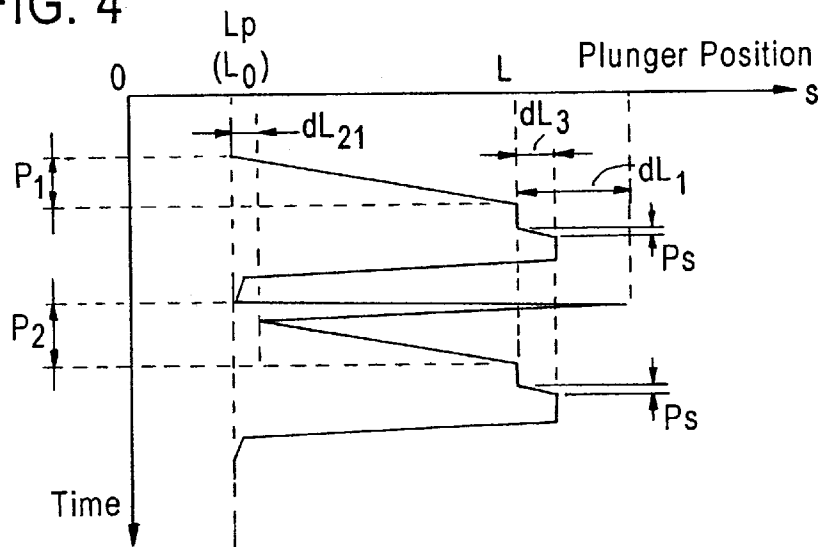 FIG. 4
Lp
(L0)
0
L
Plunger Position
s
dL21
dL3
dL1
P1
Ps
P2
Ps
Time